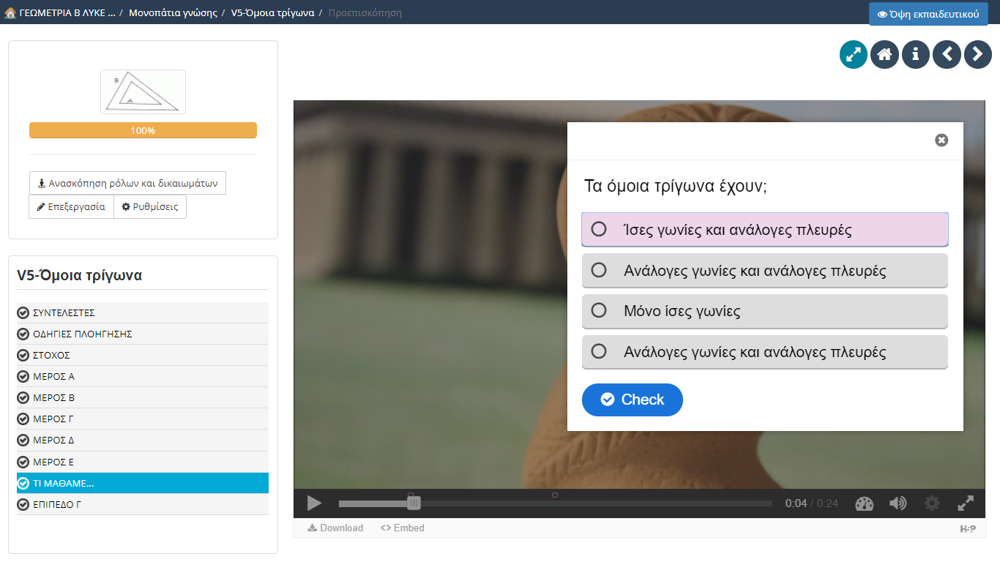 ΓΕΩΜΕΤΡΙΑ Β ΛΥΚΕ ... / Μονοπάτια γνώσης / V5-Όμοια τρίγωνα / Προεπισκόπηση
Όψη εκπαιδευτικού
B
100%
Ανασκόπηση ρόλων και δικαιωμάτων
Επεξεργασία
Ρυθμίσεις
V5-Όμοια τρίγωνα
ΣΥΝΤΕΛΕΣΤΕΣ
ΟΔΗΓΙΕΣ ΠΛΟΗΓΗΣΗΣ
ΣΤΟΧΟΣ
ΜΕΡΟΣ Α
ΜΕΡΟΣ Β
ΜΕΡΟΣ Γ
ΜΕΡΟΣ Δ
ΜΕΡΟΣ Ε
ΤΙ ΜΑΘΑΜΕ...
ΕΠΙΠΕΔΟ Γ
Τα όμοια τρίγωνα έχουν;
Ίσες γωνίες και ανάλογες πλευρές
Ανάλογες γωνίες και ανάλογες πλευρές
Μόνο ίσες γωνίες
Ανάλογες γωνίες και ανάλογες πλευρές
Check
0:04 / 0:24
Download
<> Embed
H5P